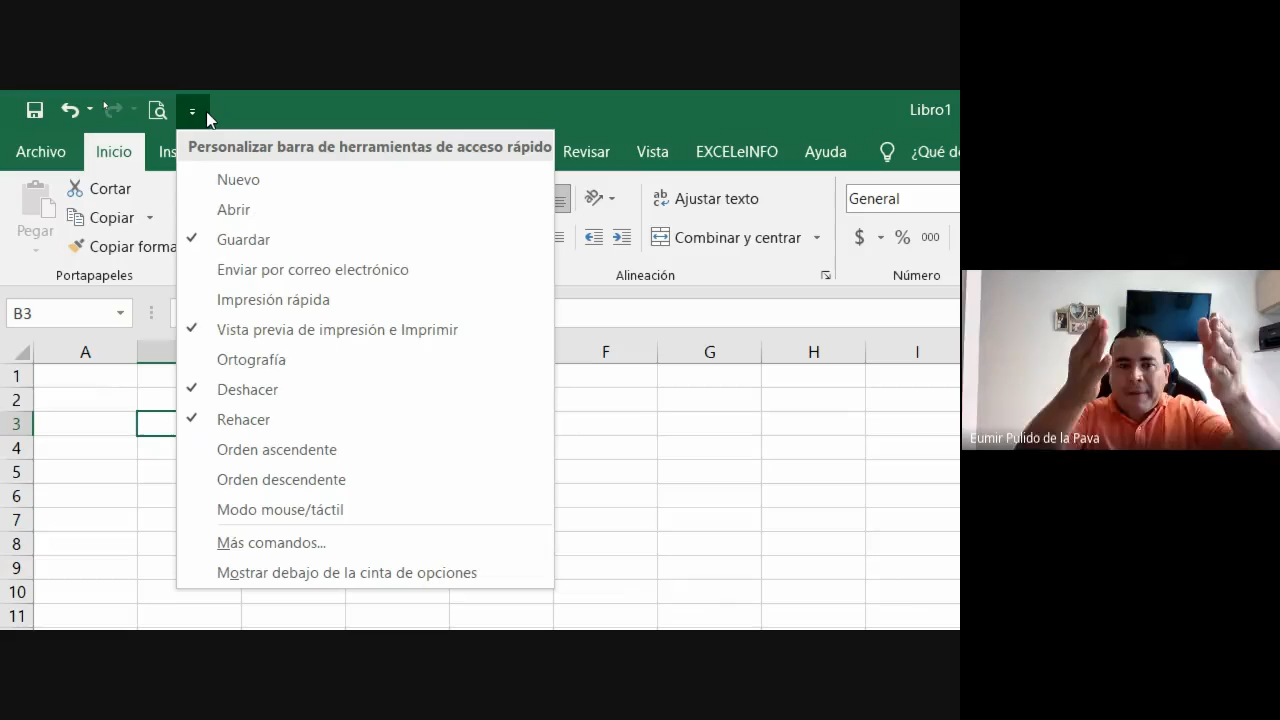 Libro1
Archivo Inicio Ins Revisar Vista EXCELeINFO Ayuda ¿Qué de
Personalizar barra de herramientas de acceso rápido
Nuevo
Abrir
Guardar
Enviar por correo electrónico
Impresión rápida
Vista previa de impresión e Imprimir
Ortografía
Deshacer
Rehacer
Orden ascendente
Orden descendente
Modo mouse/táctil
Más comandos...
Mostrar debajo de la cinta de opciones
Pegar
Cortar
Copiar
Copiar forma
Portapapeles
ab Ajustar texto
Combinar y centrar
Alineación
General
$ % 000
Número
B3
A F G H I
1
2
3
4
5
6
7
8
9
10
11
Eumir Pulido de la Pava